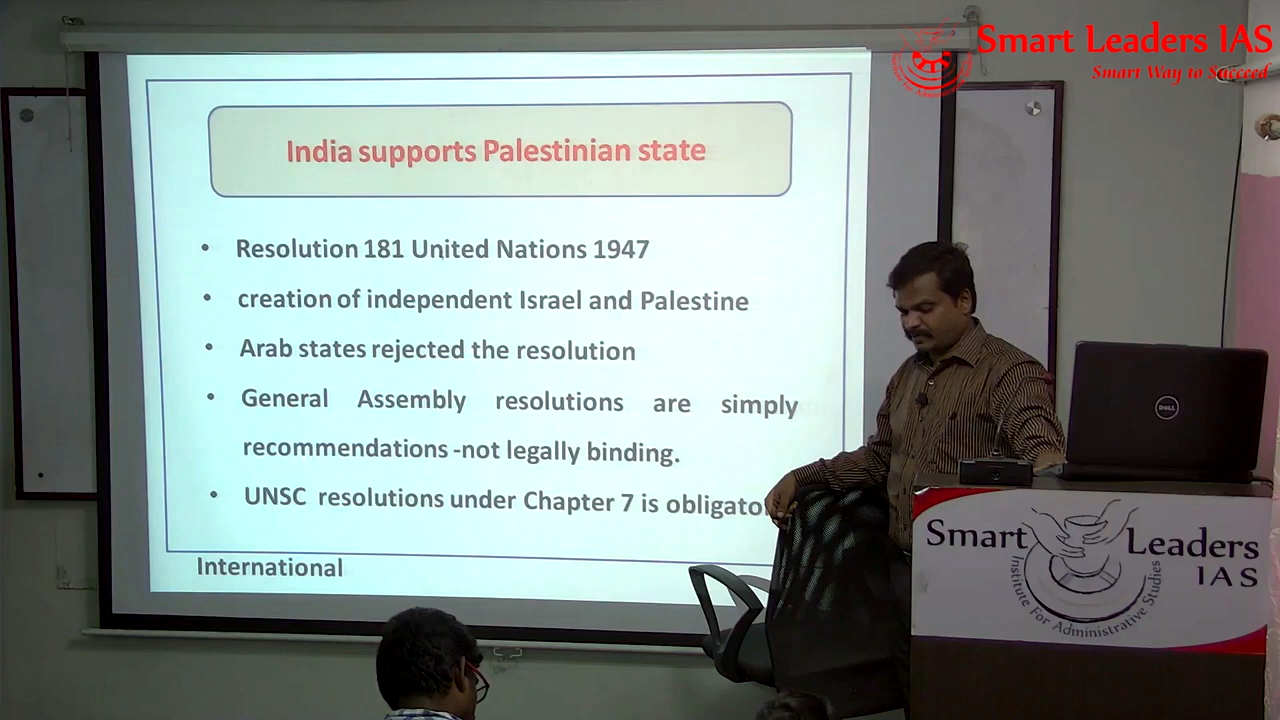 Smart Leaders IAS
Smart Way to Succeed
India supports Palestinian state
• Resolution 181 United Nations 1947
• creation of independent Israel and Palestine
• Arab states rejected the resolution
• General Assembly resolutions are simply
recommendations -not legally binding.
• UNSC resolutions under Chapter 7 is obligato
International
DELL
Smart Leaders
IAS
Institute For Administrative Studies